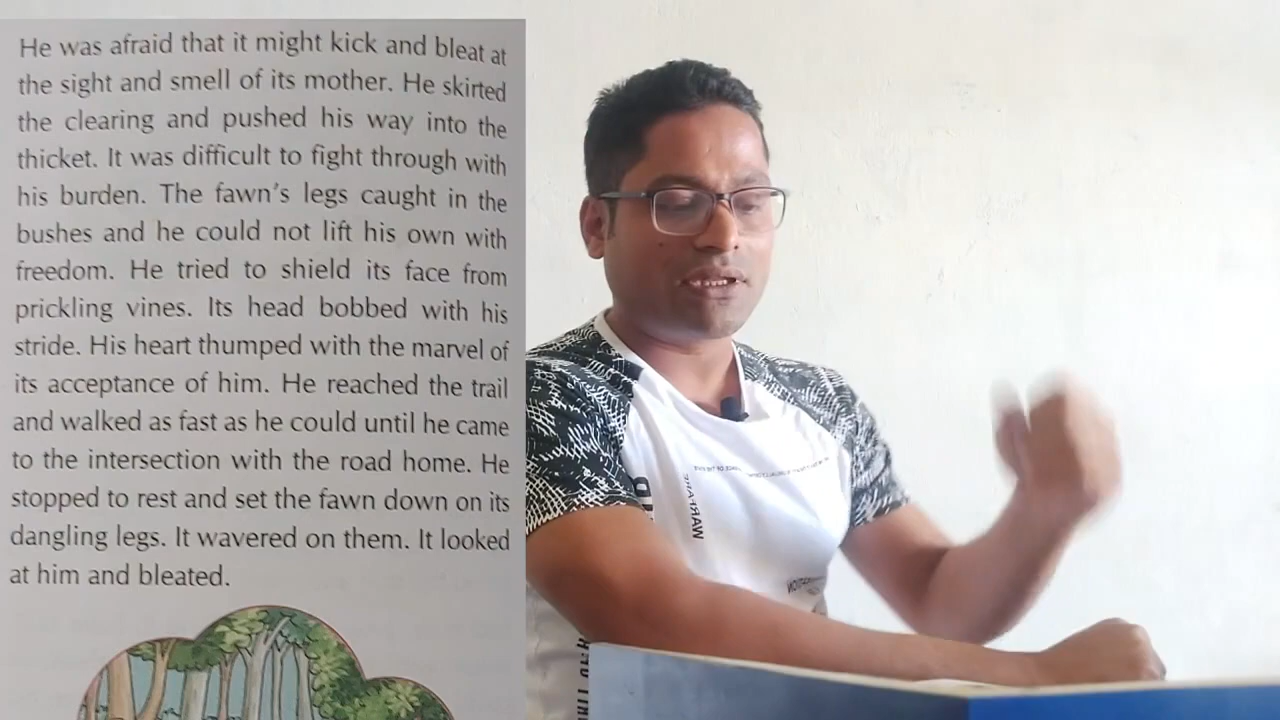 He was afraid that it might kick and bleat at
the sight and smell of its mother. He skirted
the clearing and pushed his way into the
thicket. It was difficult to fight through with
his burden. The fawn's legs caught in the
bushes and he could not lift his own with
freedom. He tried to shield its face from
prickling vines. Its head bobbed with his
stride. His heart thumped with the marvel of
its acceptance of him. He reached the trail
and walked as fast as he could until he came
to the intersection with the road home. He
stopped to rest and set the fawn down on its
dangling legs. It wavered on them. It looked
at him and bleated.
WARPHASE